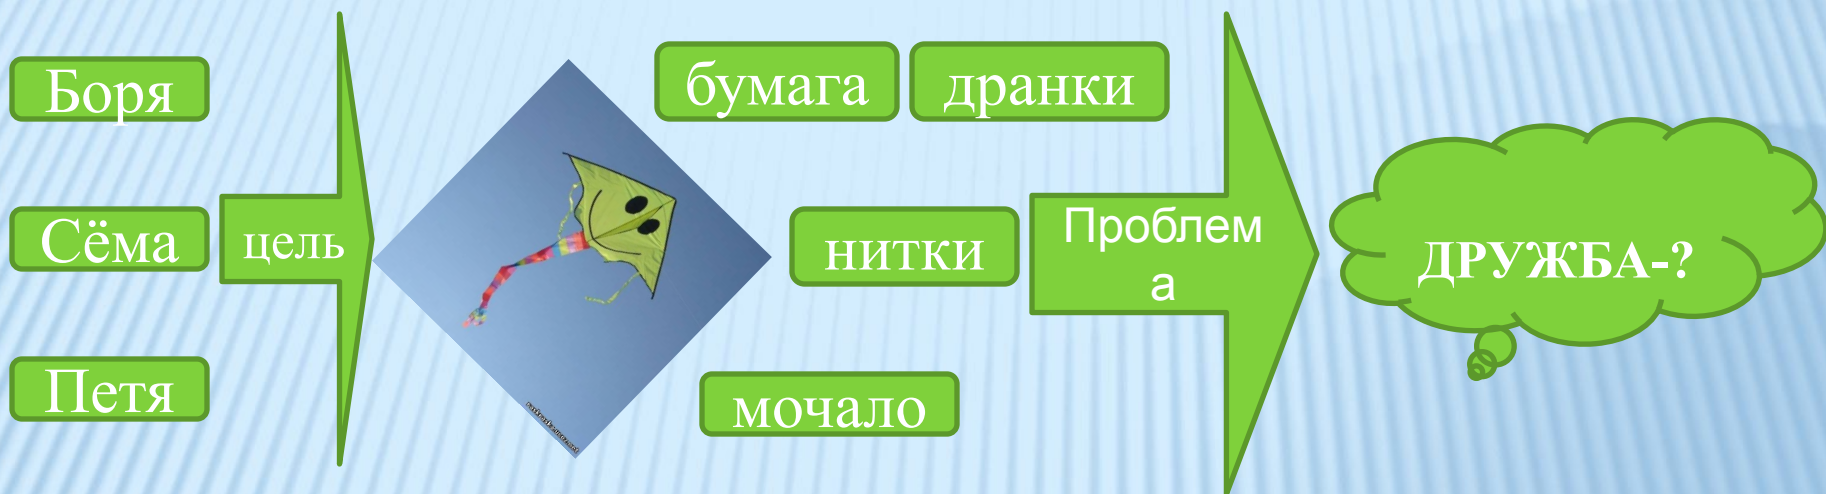 Боря
Сёма
Петя
цель
бумага
дранки
нитки
мочало
Проблем
а
ДРУЖБА-?